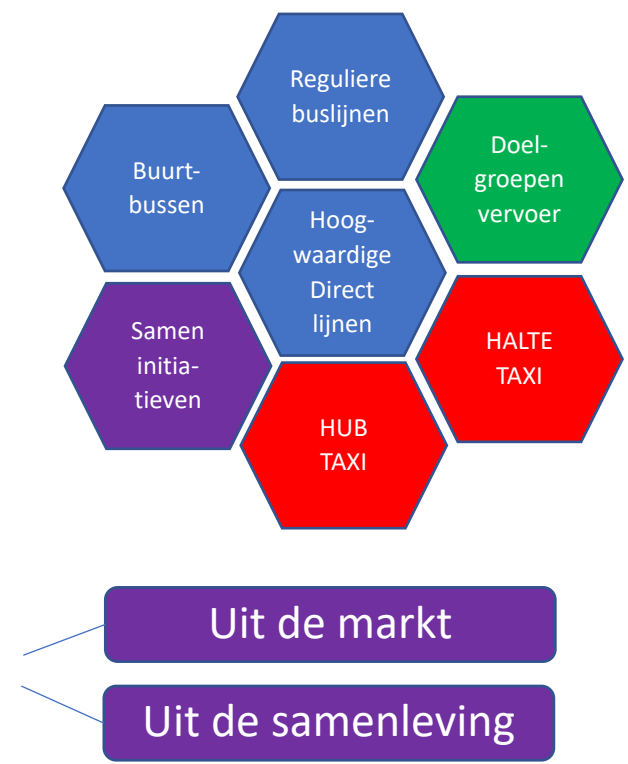 Reguliere
buslijnen
Doel-
groepen
vervoer
Buurt-
bussen
Hoog-
waardige
Direct
lijnen
Samen
initia-
tieven
HALTE
TAXI
HUB
TAXI
Uit de markt
Uit de samenleving